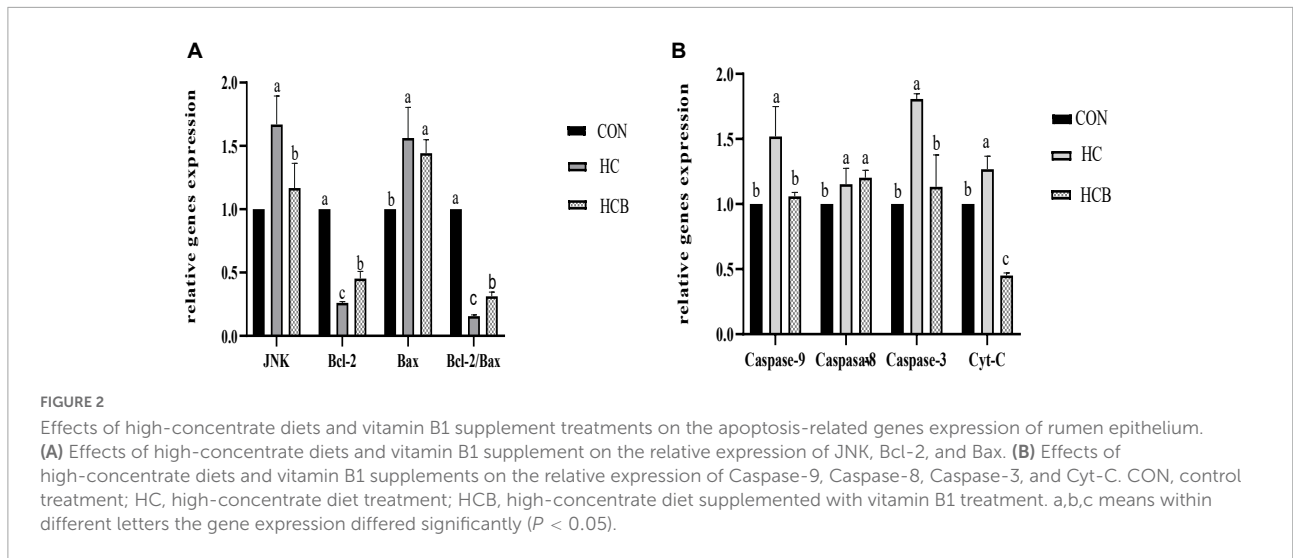 A
B
relative genes expression
2.0
1.5
1.0
0.5
0.0
a
b
a
c
b
b
a
a
a
c
b
JNK
Bcl-2
Bax
Bcl-2/Bax
CON
HC
HCB
relative genes expression
2.0
1.5
1.0
0.5
0.0
b
a
b
b
a
a
b
a
b
b
a
c
Caspase-9
Caspasa-8
Caspase-3
Cyt-C
CON
HC
HCB
FIGURE 2
Effects of high-concentrate diets and vitamin B1 supplement treatments on the apoptosis-related genes expression of rumen epithelium.
(A) Effects of high-concentrate diets and vitamin B1 supplement on the relative expression of JNK, Bcl-2, and Bax. (B) Effects of
high-concentrate diets and vitamin B1 supplements on the relative expression of Caspase-9, Caspase-8, Caspase-3, and Cyt-C. CON, control
treatment; HC, high-concentrate diet treatment; HCB, high-concentrate diet supplemented with vitamin B1 treatment. a,b,c means within
different letters the gene expression differed significantly (P < 0.05).